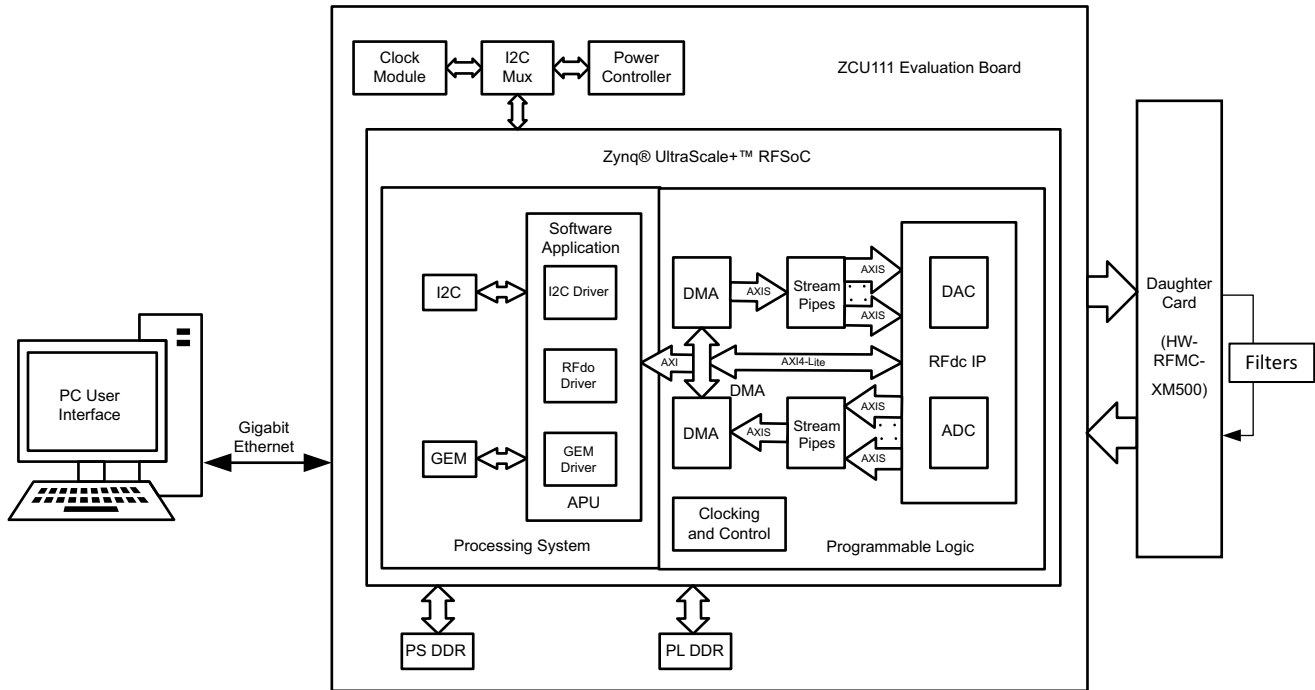 Clock
Module
I2C
Mux
Power
Controller
ZCU111 Evaluation Board
Zynq® UltraScale+™ RFSoC
Software
Application
I2C
I2C Driver
RFdo
Driver
GEM
GEM
Driver
APU
Processing System
DMA
AXIS
Stream
Pipes
AXIS
AXIS
DAC
AXI
AXI4-Lite
RFdc IP
DMA
DMA
AXIS
Stream
Pipes
AXIS
AXIS
ADC
Clocking
and Control
Programmable Logic
PS DDR
PL DDR
PC User
Interface
Gigabit
Ethernet
Daughter
Card
(HW-
RFMC-
XM500)
Filters